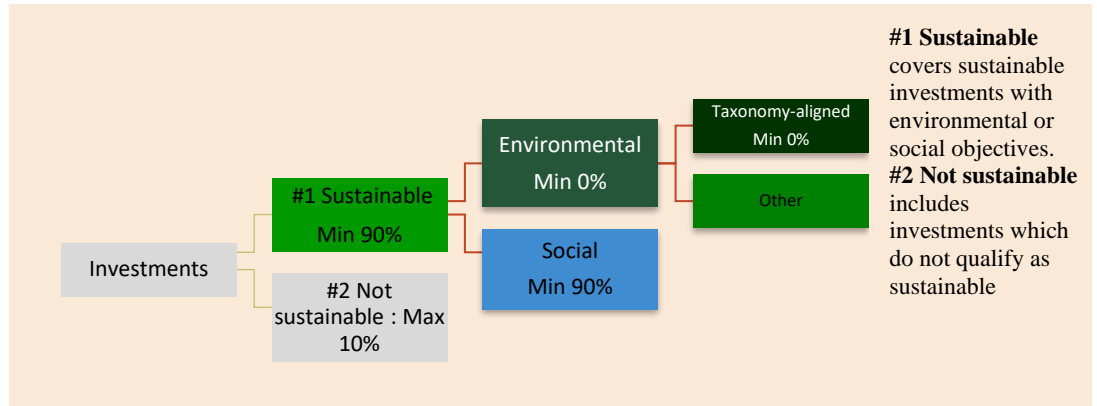 Investments
#1 Sustainable
Min 90%
#2 Not
sustainable : Max
10%
Environmental
Min 0%
Social
Min 90%
Taxonomy-aligned
Min 0%
Other
#1 Sustainable
covers sustainable
investments with
environmental or
social objectives.
#2 Not sustainable
includes
investments which
do not qualify as
sustainable